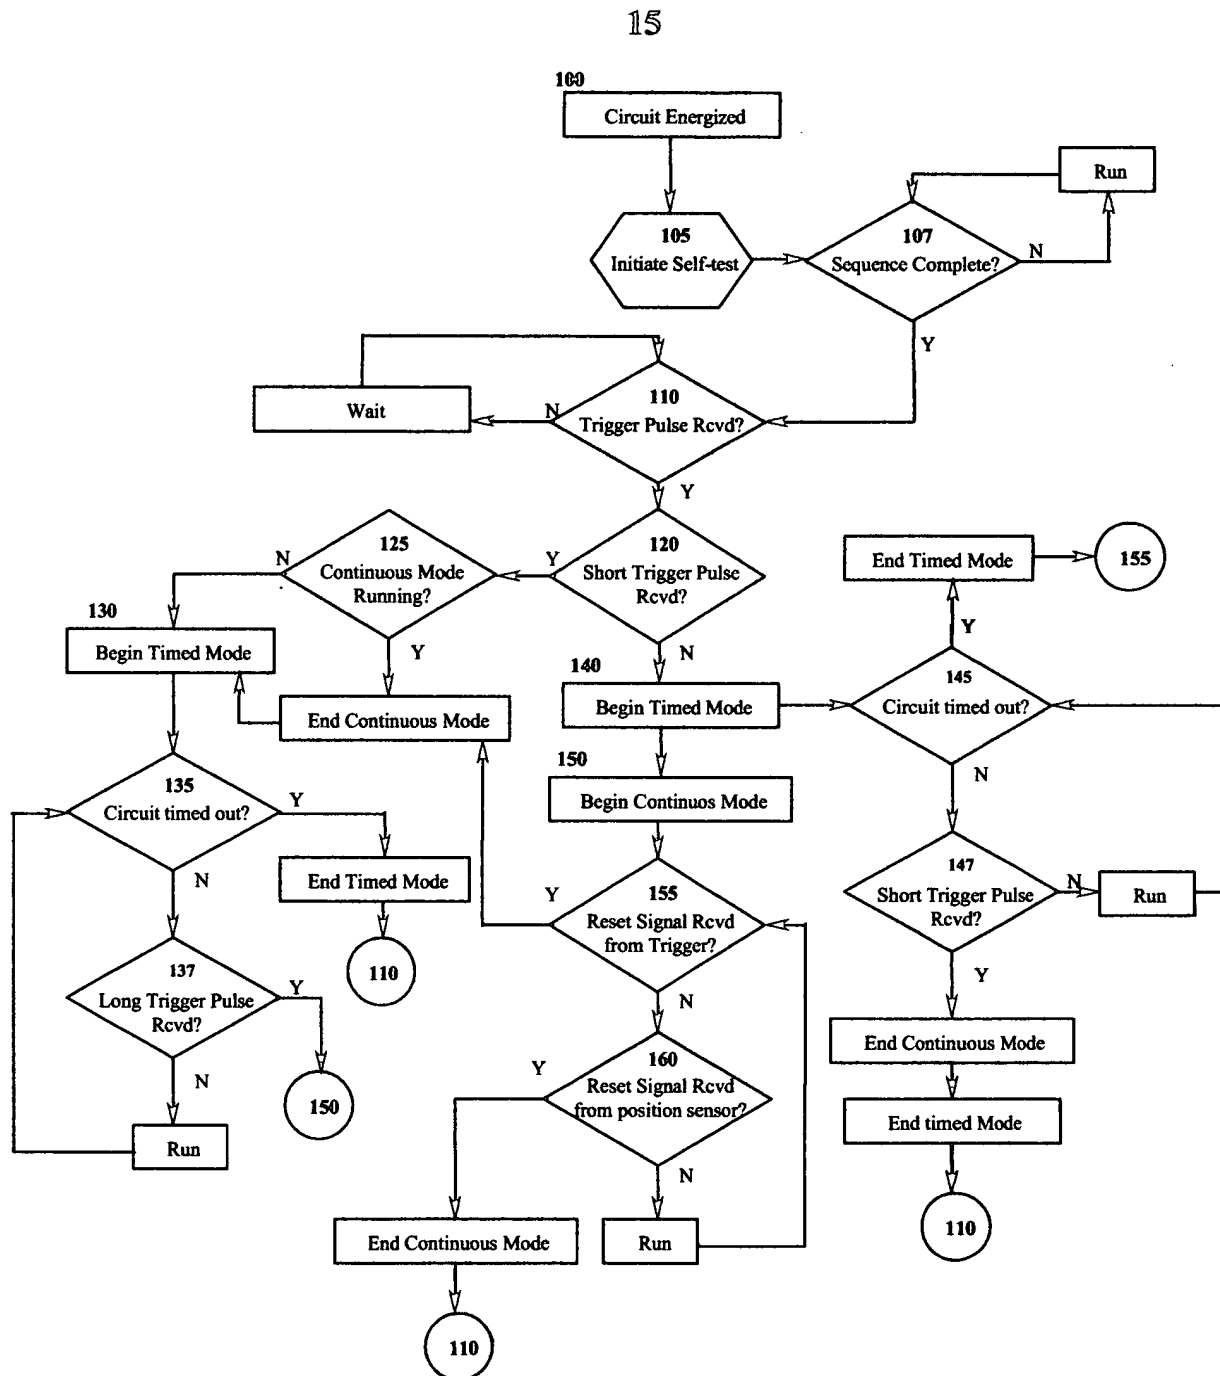 15
100
Circuit Energized
Run
105
Initiate Self-test
107
Sequence Complete?
N
Y
110
Trigger Pulse Rcvd?
N
Wait
Y
120
Short Trigger Pulse
Rcvd?
Y
N
125
Continuous Mode
Running?
N
Y
End Timed Mode
155
130
Begin Timed Mode
End Continuous Mode
140
Begin Timed Mode
Y
145
Circuit timed out?
N
150
Begin Continuos Mode
135
Circuit timed out?
Y
N
End Timed Mode
110
155
Reset Signal Rcvd
from Trigger?
Y
N
147
Short Trigger Pulse
Rcvd?
N
Run
Y
137
Long Trigger Pulse
Rcvd?
Y
N
150
Run
160
Reset Signal Rcvd
from position sensor?
Y
N
End Continuous Mode
End timed Mode
110
End Continuous Mode
Run
110